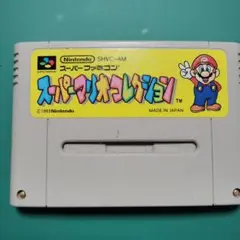 Nintendo SHVC-4M
スーパーファミコン
スーパーマリオコレクション TM
© 1993 Nintendo
MADE IN JAPAN